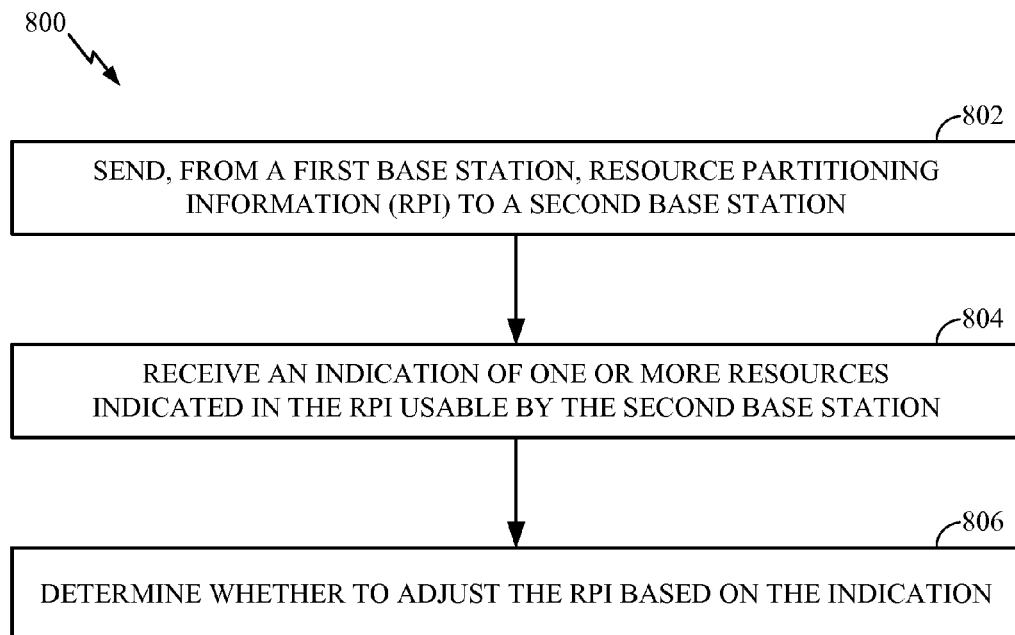 800
802
SEND, FROM A FIRST BASE STATION, RESOURCE PARTITIONING
INFORMATION (RPI) TO A SECOND BASE STATION
804
RECEIVE AN INDICATION OF ONE OR MORE RESOURCES
INDICATED IN THE RPI USABLE BY THE SECOND BASE STATION
806
DETERMINE WHETHER TO ADJUST THE RPI BASED ON THE INDICATION